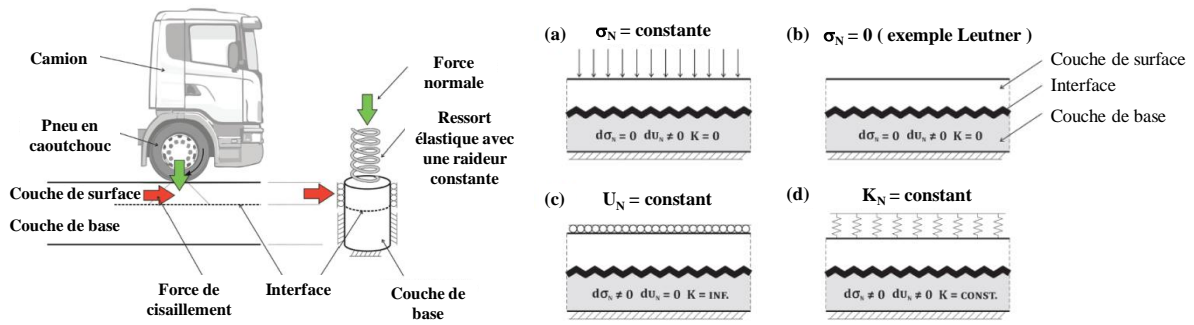 Camion
Pneu en
caoutchouc
Couche de surface
Couche de base
Force de
cisaillement
Interface
Force
normale
Ressort
élastique avec
une raideur
constante
Couche de
base
(a) σN = constante
dσN = 0 dUN ≠ 0 K = 0
(b) σN = 0 ( exemple Leutner )
dσN = 0 dUN ≠ 0 K = 0
Couche de surface
Interface
Couche de base
(c) UN = constant
dσN ≠ 0 dUN = 0 K = INF.
(d) KN = constant
dσN ≠ 0 dUN ≠ 0 K = CONST.